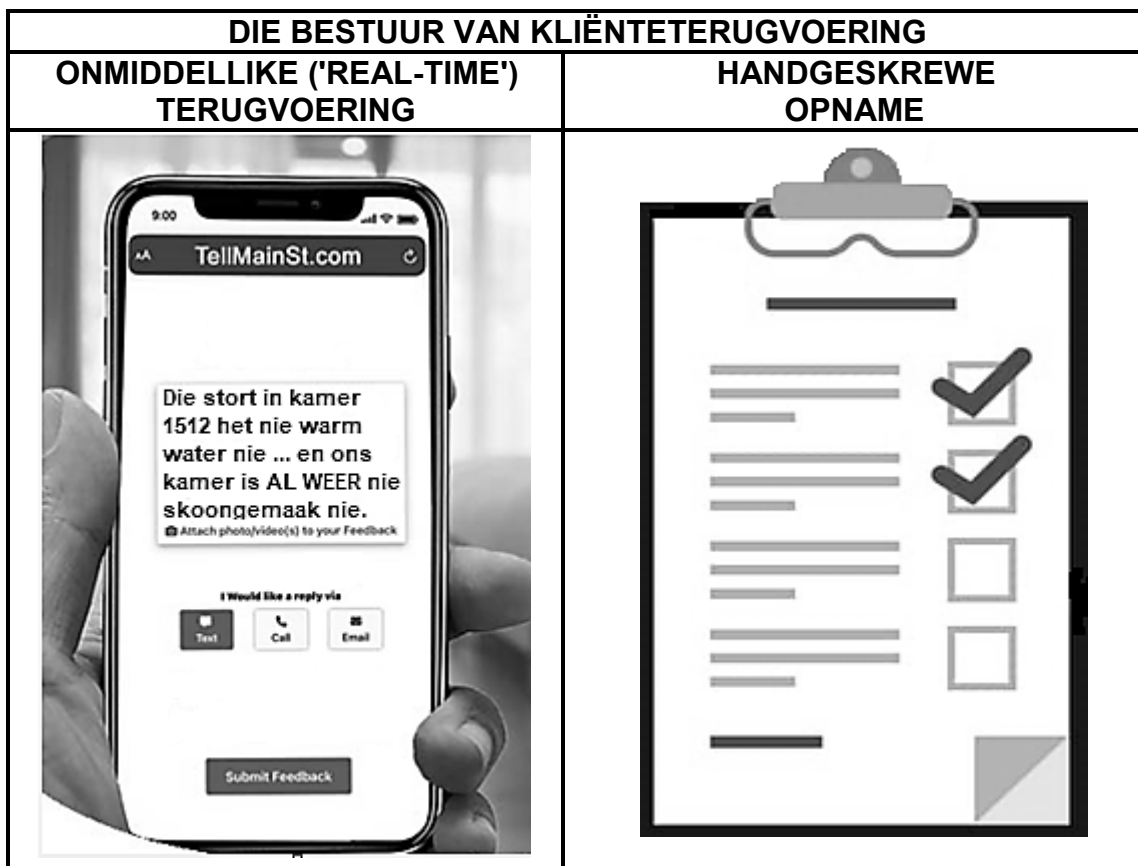 DIE BESTUUR VAN KLIËNTETERUGVOERING
ONMIDDELLIKE ('REAL-TIME')
TERUGVOERING
HANDGESKREWE
OPNAME
9:00
AA TellMainSt.com
Die stort in kamer
1512 het nie warm
water nie ... en ons
kamer is AL WEER nie
skoongemaak nie.
Attach photo/video(s) to your Feedback
I Would like a reply via
Text Call Email
Submit Feedback